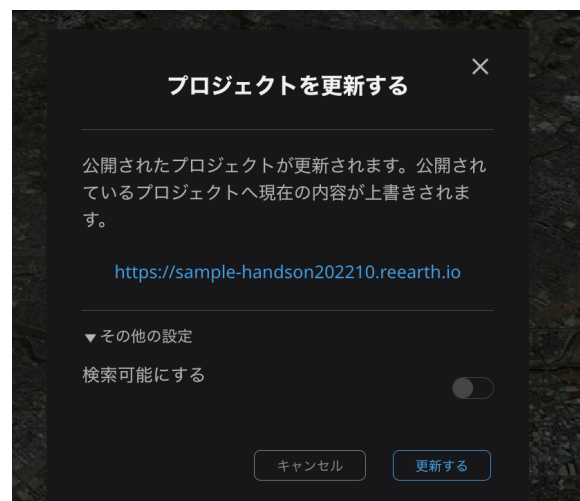 プロジェクトを更新する
公開されたプロジェクトが更新されます。公開され
ているプロジェクトへ現在の内容が上書きされま
す。
https://sample-handson202210.reearth.io
▼その他の設定
検索可能にする
キャンセル
更新する